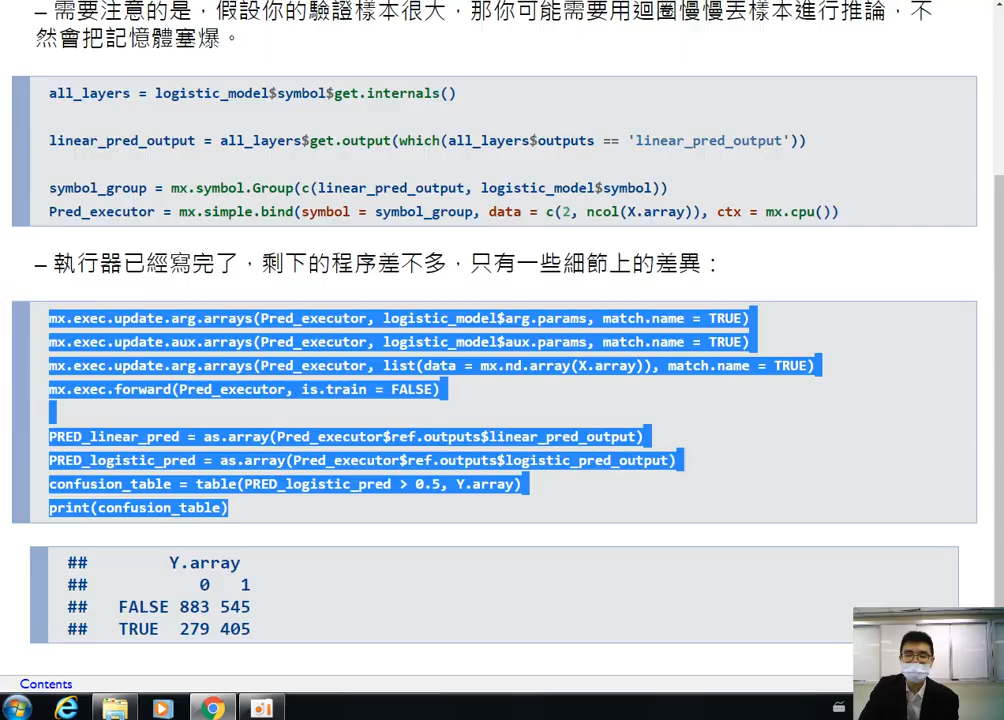 – 需要注意的是，假設你的驗證樣本很大，那你可能需要用迴圈慢慢丟樣本進行推論，不
然會把記憶體塞爆。
all_layers = logistic_model$symbol$get.internals()
linear_pred_output = all_layers$get.output(which(all_layers$outputs == 'linear_pred_output'))
symbol_group = mx.symbol.Group(c(linear_pred_output, logistic_model$symbol))
Pred_executor = mx.simple.bind(symbol = symbol_group, data = c(2, ncol(X.array)), ctx = mx.cpu())
– 執行器已經寫完了，剩下的程序差不多，只有一些細節上的差異：
mx.exec.update.arg.arrays(Pred_executor, logistic_model$arg.params, match.name = TRUE)
mx.exec.update.aux.arrays(Pred_executor, logistic_model$aux.params, match.name = TRUE)
mx.exec.update.arg.arrays(Pred_executor, list(data = mx.nd.array(X.array)), match.name = TRUE)
mx.exec.forward(Pred_executor, is.train = FALSE)
PRED_linear_pred = as.array(Pred_executor$ref.outputs$linear_pred_output)
PRED_logistic_pred = as.array(Pred_executor$ref.outputs$logistic_pred_output)
confusion_table = table(PRED_logistic_pred > 0.5, Y.array)
print(confusion_table)
## Y.array
## 0 1
## FALSE 883 545
## TRUE 279 405
Contents